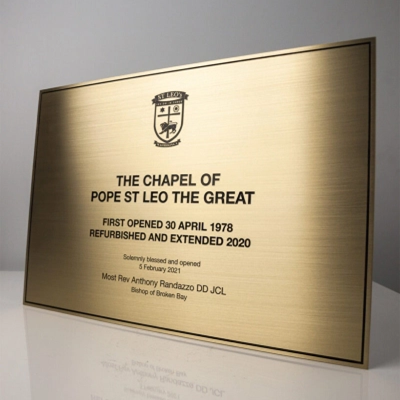 ST LEO'S
THE CHAPEL OF
POPE ST LEO THE GREAT
FIRST OPENED 30 APRIL 1978
REFURBISHED AND EXTENDED 2020
Solemnly blessed and opened
5 February 2021
Most Rev Anthony Randazzo DD JCL
Bishop of Broken Bay